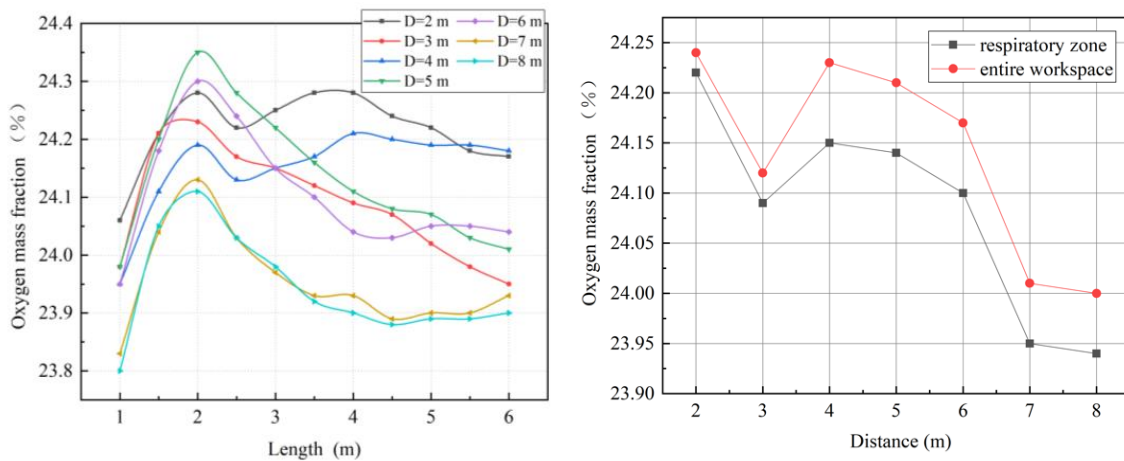 24.4
24.3
24.2
24.1
24.0
23.9
23.8
Oxygen mass fraction (%)
D=2 m
D=3 m
D=4 m
D=5 m
D=6 m
D=7 m
D=8 m
1 2 3 4 5 6
Length (m)
24.25
24.20
24.15
24.10
24.05
24.00
23.95
23.90
Oxygen mass fraction (%)
respiratory zone
entire workspace
2 3 4 5 6 7 8
Distance (m)